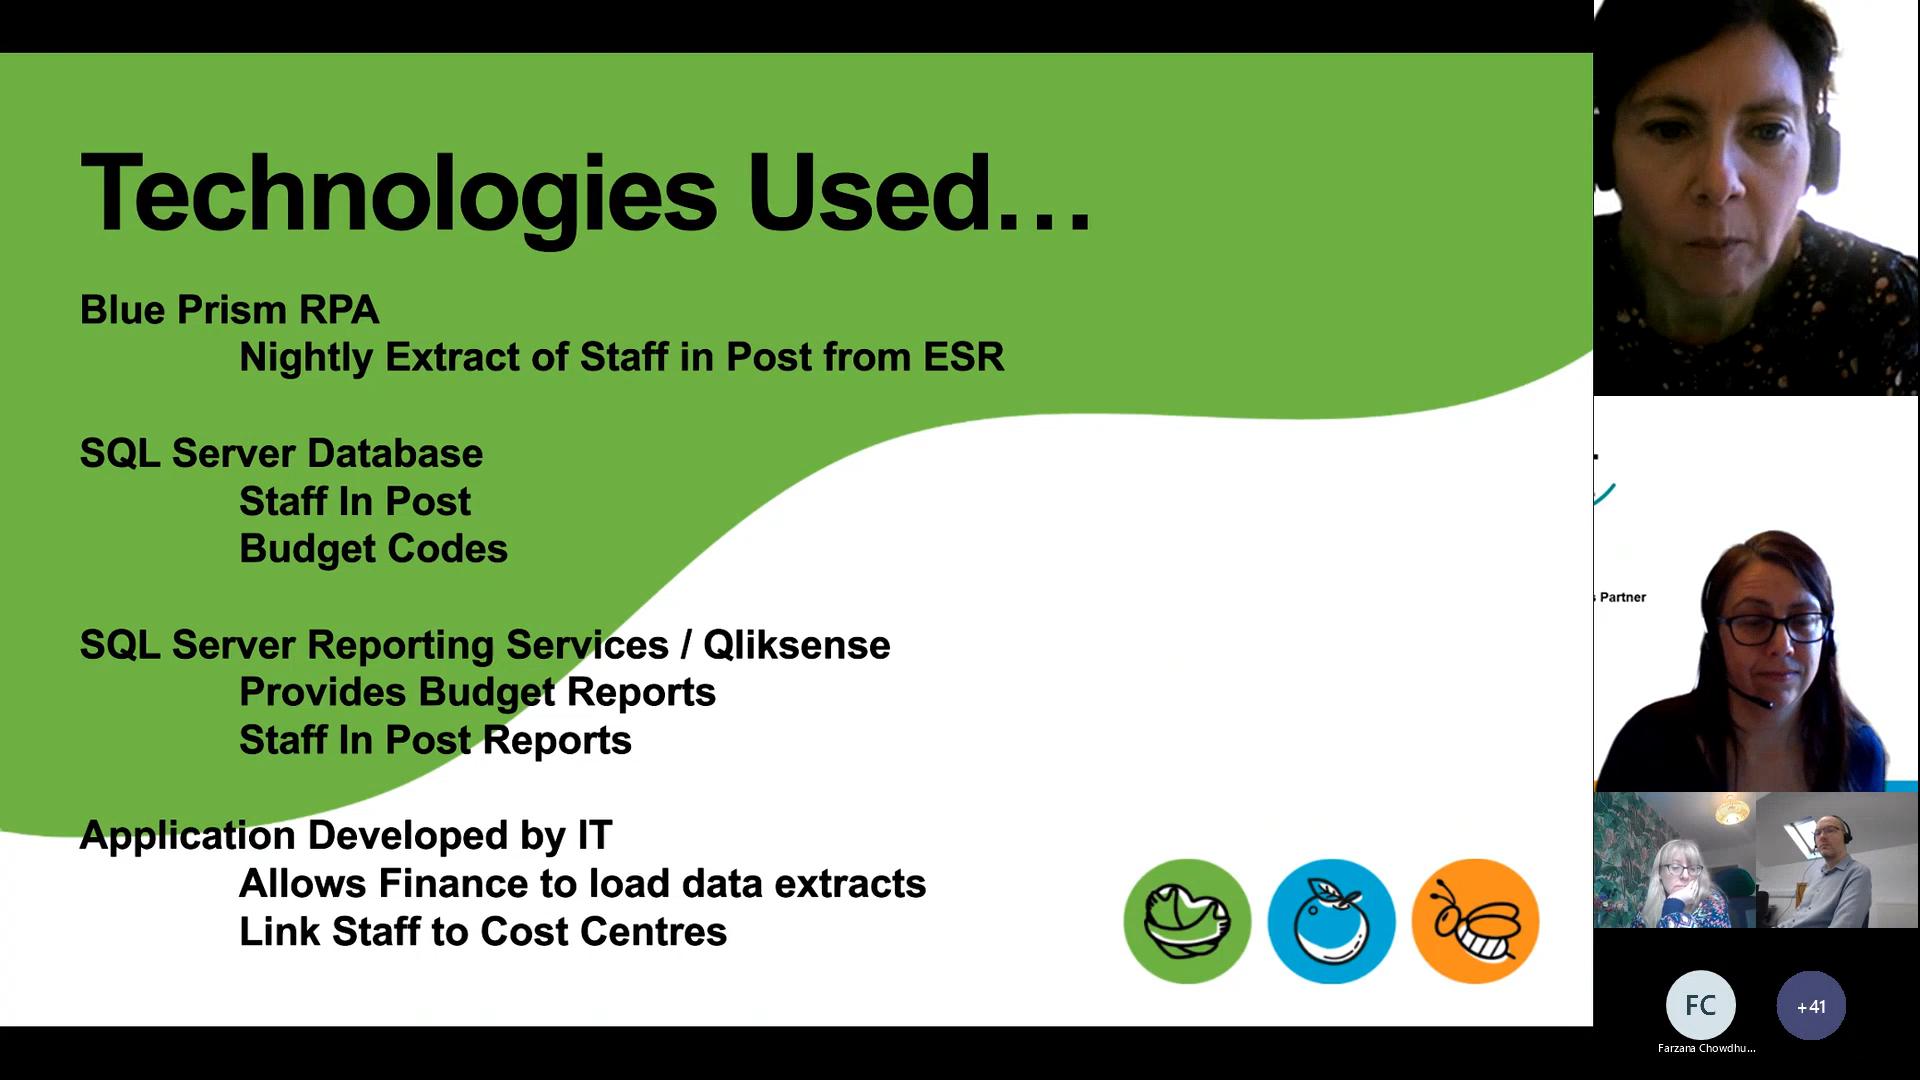 Technologies Used...
Blue Prism RPA
Nightly Extract of Staff in Post from ESR
SQL Server Database
Staff In Post
Budget Codes
SQL Server Reporting Services / Qliksense
Provides Budget Reports
Staff In Post Reports
Application Developed by IT
Allows Finance to load data extracts
Link Staff to Cost Centres
Partner
FC
+41
Farzana Chowdhu...